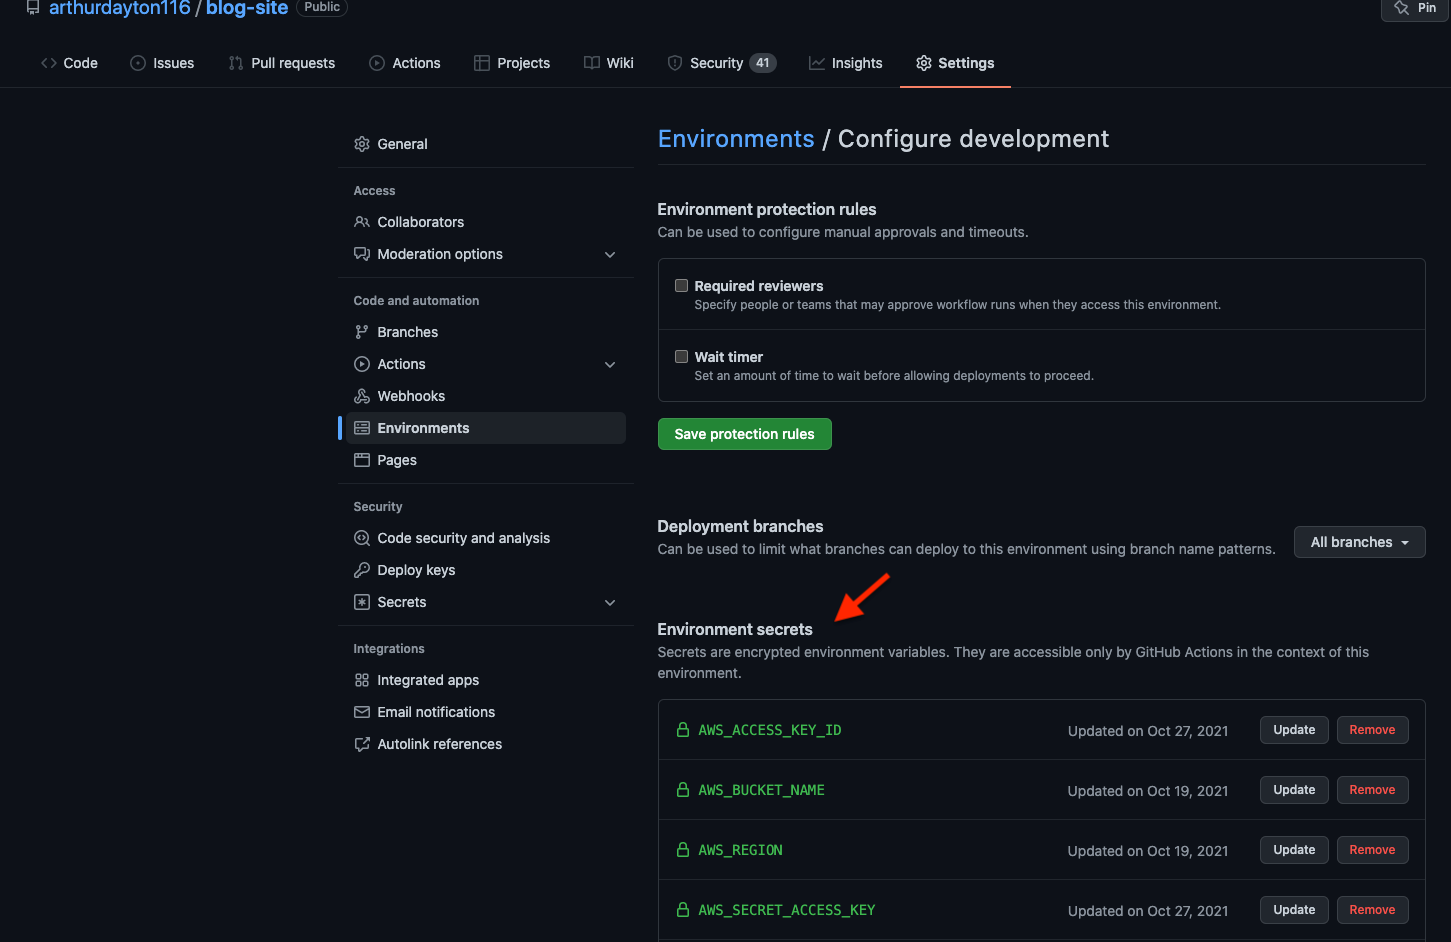 arthurdayton116 / blog-site Public
Pin
Code Issues Pull requests Actions Projects Wiki Security 41 Insights Settings
General
Access
Collaborators
Moderation options
Code and automation
Branches
Actions
Webhooks
Environments
Pages
Security
Code security and analysis
Deploy keys
Secrets
Integrations
Integrated apps
Email notifications
Autolink references
Environments / Configure development
Environment protection rules
Can be used to configure manual approvals and timeouts.
Required reviewers
Specify people or teams that may approve workflow runs when they access this environment.
Wait timer
Set an amount of time to wait before allowing deployments to proceed.
Save protection rules
Deployment branches
Can be used to limit what branches can deploy to this environment using branch name patterns.
All branches
Environment secrets
Secrets are encrypted environment variables. They are accessible only by GitHub Actions in the context of this
environment.
AWS_ACCESS_KEY_ID Updated on Oct 27, 2021 Update Remove
AWS_BUCKET_NAME Updated on Oct 19, 2021 Update Remove
AWS_REGION Updated on Oct 19, 2021 Update Remove
AWS_SECRET_ACCESS_KEY Updated on Oct 27, 2021 Update Remove